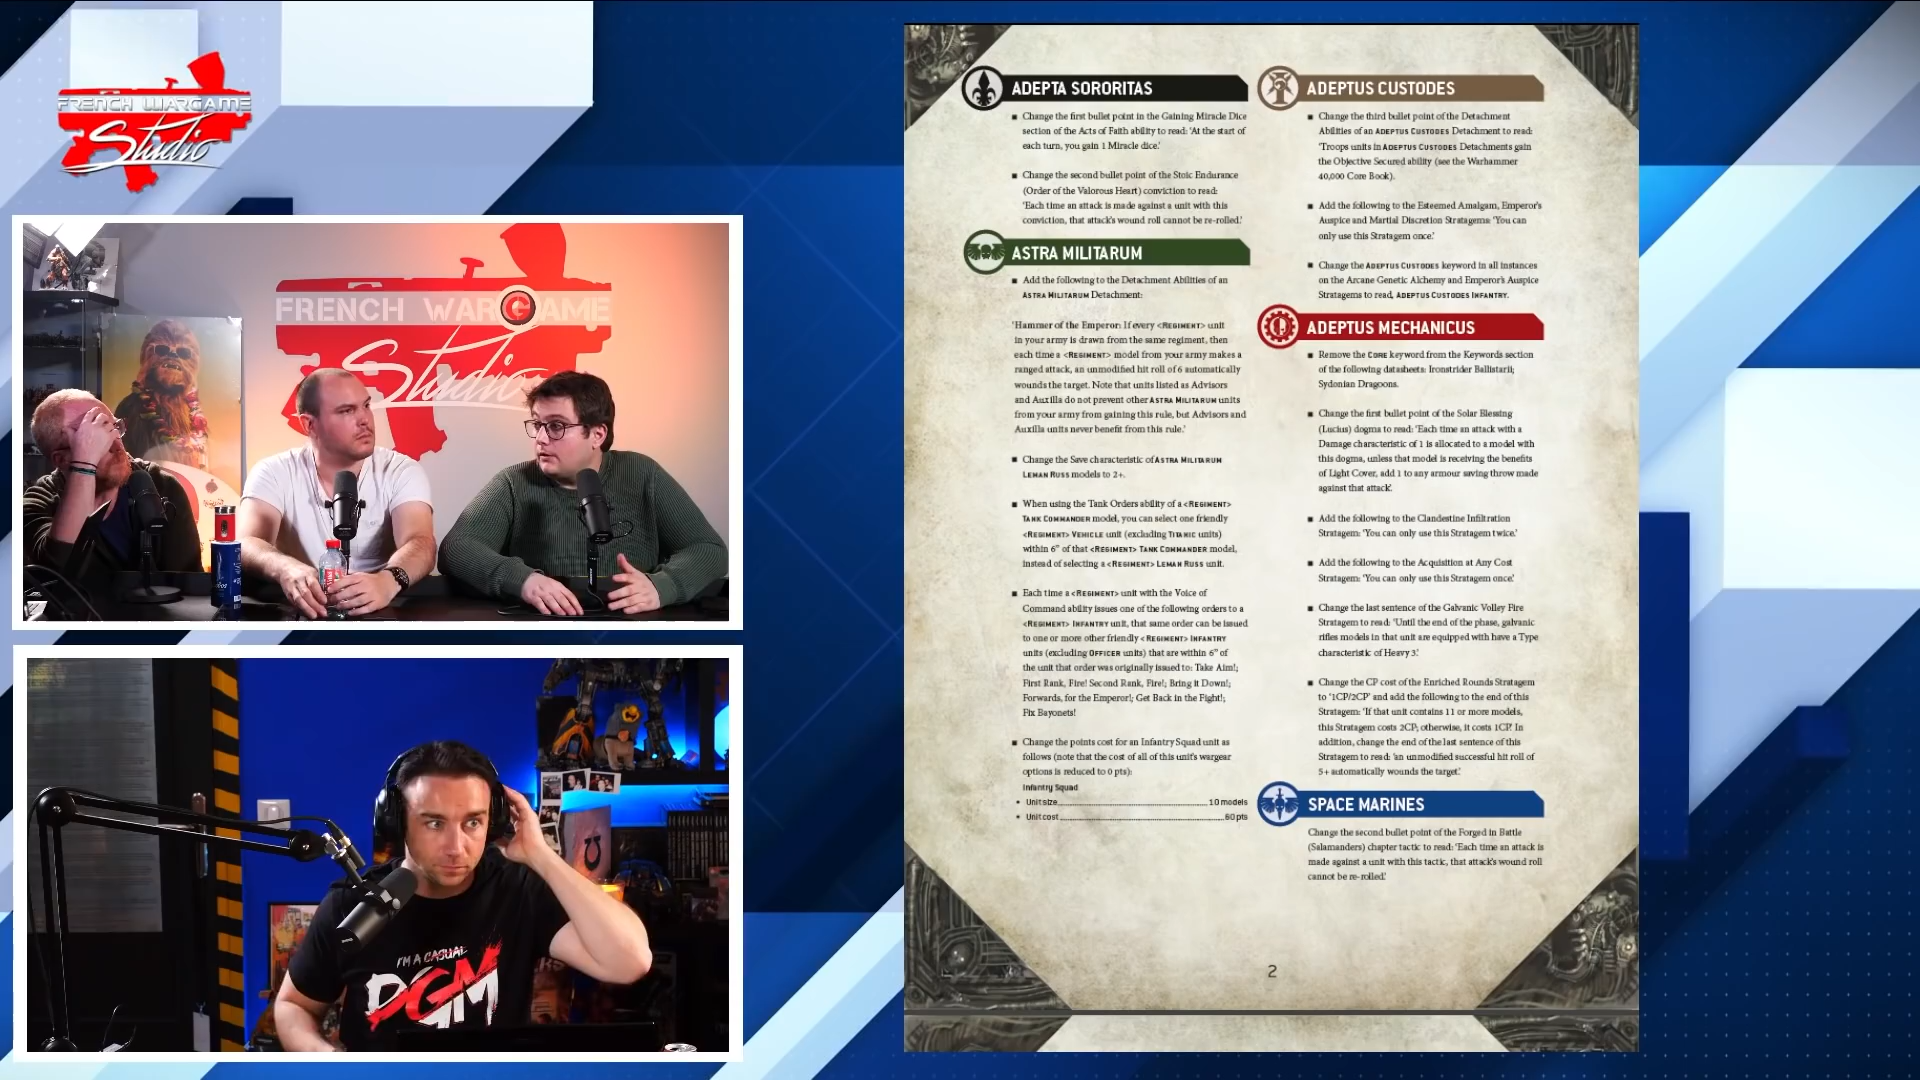 FRENCH WARGAME
Studio
FRENCH WARGAME
Studio
I'M A CASUAL
PGM
ADEPTA SORORITAS
■ Change the first bullet point in the Gaining Miracle Dice
section of the Acts of Faith ability to read: 'At the start of
each turn, you gain 1 Miracle dice.'
■ Change the second bullet point of the Stoic Endurance
(Order of the Valorous Heart) conviction to read:
'Each time an attack is made against a unit with this
conviction, that attack's wound roll cannot be re-rolled.'
ASTRA MILITARUM
■ Add the following to the Detachment Abilities of an
ASTRA MILITARUM Detachment:
'Hammer of the Emperor: If every <REGIMENT> unit
in your army is drawn from the same regiment, then
each time a <REGIMENT> model from your army makes a
ranged attack, an unmodified hit roll of 6 automatically
wounds the target. Note that units listed as Advisors
and Auxilla do not prevent other ASTRA MILITARUM units
from your army from gaining this rule, but Advisors and
Auxilla units never benefit from this rule.'
■ Change the Save characteristic of ASTRA MILITARUM
LEMAN RUSS models to 2+.
■ When using the Tank Orders ability of a <REGIMENT>
TANK COMMANDER model, you can select one friendly
<REGIMENT> VEHICLE unit (excluding TITANIC units)
within 6" of that <REGIMENT> TANK COMMANDER model,
instead of selecting a <REGIMENT> LEMAN RUSS unit.
■ Each time a <REGIMENT> unit with the Voice of
Command ability issues one of the following orders to a
<REGIMENT> INFANTRY unit, that same order can be issued
to one or more other friendly <REGIMENT> INFANTRY
units (excluding OFFICER units) that are within 6" of
the unit that order was originally issued to: Take Aim!;
First Rank, Fire! Second Rank, Fire!; Bring it Down!;
Forwards, for the Emperor!; Get Back in the Fight!;
Fix Bayonets!
■ Change the points cost for an Infantry Squad unit as
follows (note that the cost of all of this unit's wargear
options is reduced to 0 pts):
Infantry Squad
• Unit size 10 models
• Unit cost 60 pts
ADEPTUS CUSTODES
■ Change the third bullet point of the Detachment
Abilities of an ADEPTUS CUSTODES Detachment to read:
'Troops units in ADEPTUS CUSTODES Detachments gain
the Objective Secured ability (see the Warhammer
40,000 Core Book).
■ Add the following to the Esteemed Amalgam, Emperor's
Auspice and Martial Discretion Stratagems: 'You can
only use this Stratagem once.'
■ Change the ADEPTUS CUSTODES keyword in all instances
on the Arcane Genetic Alchemy and Emperor's Auspice
Stratagems to read, ADEPTUS CUSTODES INFANTRY.
ADEPTUS MECHANICUS
■ Remove the CORE keyword from the Keywords section
of the following datasheets: Ironstrider Ballistarii;
Sydonian Dragoons.
■ Change the first bullet point of the Solar Blessing
(Lucius) dogma to read: 'Each time an attack with a
Damage characteristic of 1 is allocated to a model with
this dogma, unless that model is receiving the benefits
of Light Cover, add 1 to any armour saving throw made
against that attack'.
■ Add the following to the Clandestine Infiltration
Stratagem: 'You can only use this Stratagem twice.'
■ Add the following to the Acquisition at Any Cost
Stratagem: 'You can only use this Stratagem once.'
■ Change the last sentence of the Galvanic Volley Fire
Stratagem to read: 'Until the end of the phase, galvanic
rifles models in that unit are equipped with have a Type
characteristic of Heavy 3.'
■ Change the CP cost of the Enriched Rounds Stratagem
to '1CP/2CP' and add the following to the end of this
Stratagem: 'If that unit contains 11 or more models,
this Stratagem costs 2CP; otherwise, it costs 1CP.' In
addition, change the end of the last sentence of this
Stratagem to read: 'an unmodified successful hit roll of
5+ automatically wounds the target.'
SPACE MARINES
Change the second bullet point of the Forged in Battle
(Salamanders) chapter tactic to read: 'Each time an attack is
made against a unit with this tactic, that attack's wound roll
cannot be re-rolled.'
2